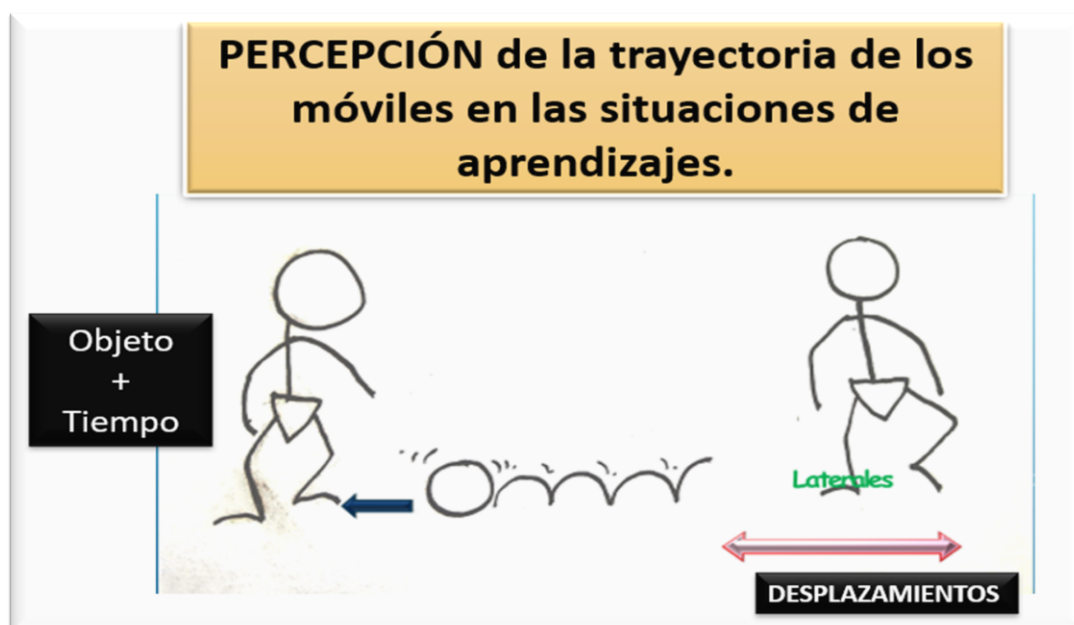 PERCEPCIÓN de la trayectoria de los
móviles en las situaciones de
aprendizajes.
Objeto
+
Tiempo
Laterales
DESPLAZAMIENTOS